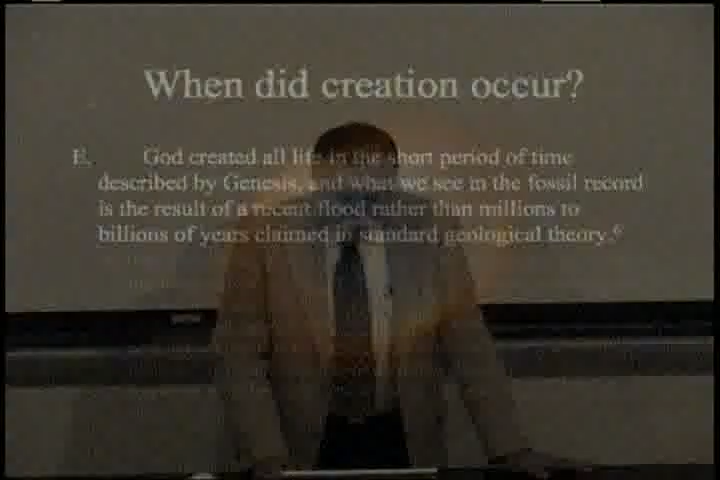 When did creation occur?
E. God created all life in the short period of time
described by Genesis, and what we see in the fossil record
is the result of a recent flood rather than millions to
billions of years claimed in standard geological theory.6